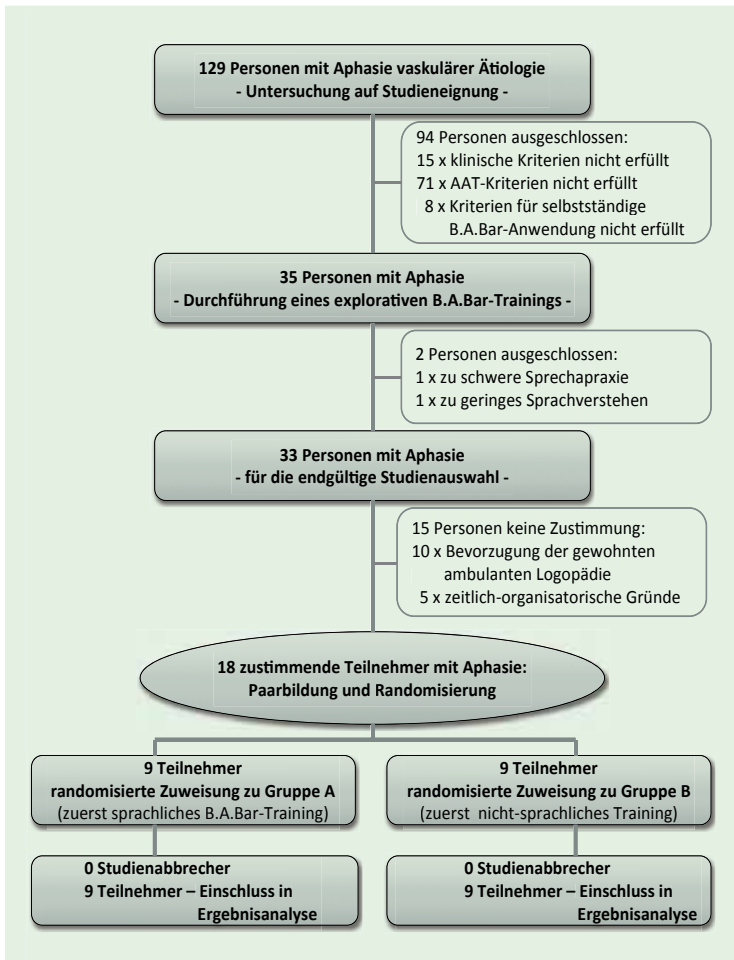 129 Personen mit Aphasie vaskulärer Ätiologie
- Untersuchung auf Studieneignung -
94 Personen ausgeschlossen:
15 x klinische Kriterien nicht erfüllt
71 x AAT-Kriterien nicht erfüllt
8 x Kriterien für selbstständige
B.A.Bar-Anwendung nicht erfüllt
35 Personen mit Aphasie
- Durchführung eines explorativen B.A.Bar-Trainings -
2 Personen ausgeschlossen:
1 x zu schwere Sprechapraxie
1 x zu geringes Sprachverstehen
33 Personen mit Aphasie
- für die endgültige Studienauswahl -
15 Personen keine Zustimmung:
10 x Bevorzugung der gewohnten
ambulanten Logopädie
5 x zeitlich-organisatorische Gründe
18 zustimmende Teilnehmer mit Aphasie:
Paarbildung und Randomisierung
9 Teilnehmer
randomisierte Zuweisung zu Gruppe A
(zuerst sprachliches B.A.Bar-Training)
9 Teilnehmer
randomisierte Zuweisung zu Gruppe B
(zuerst nicht-sprachliches Training)
0 Studienabbrecher
9 Teilnehmer – Einschluss in
Ergebnisanalyse
0 Studienabbrecher
9 Teilnehmer – Einschluss in
Ergebnisanalyse